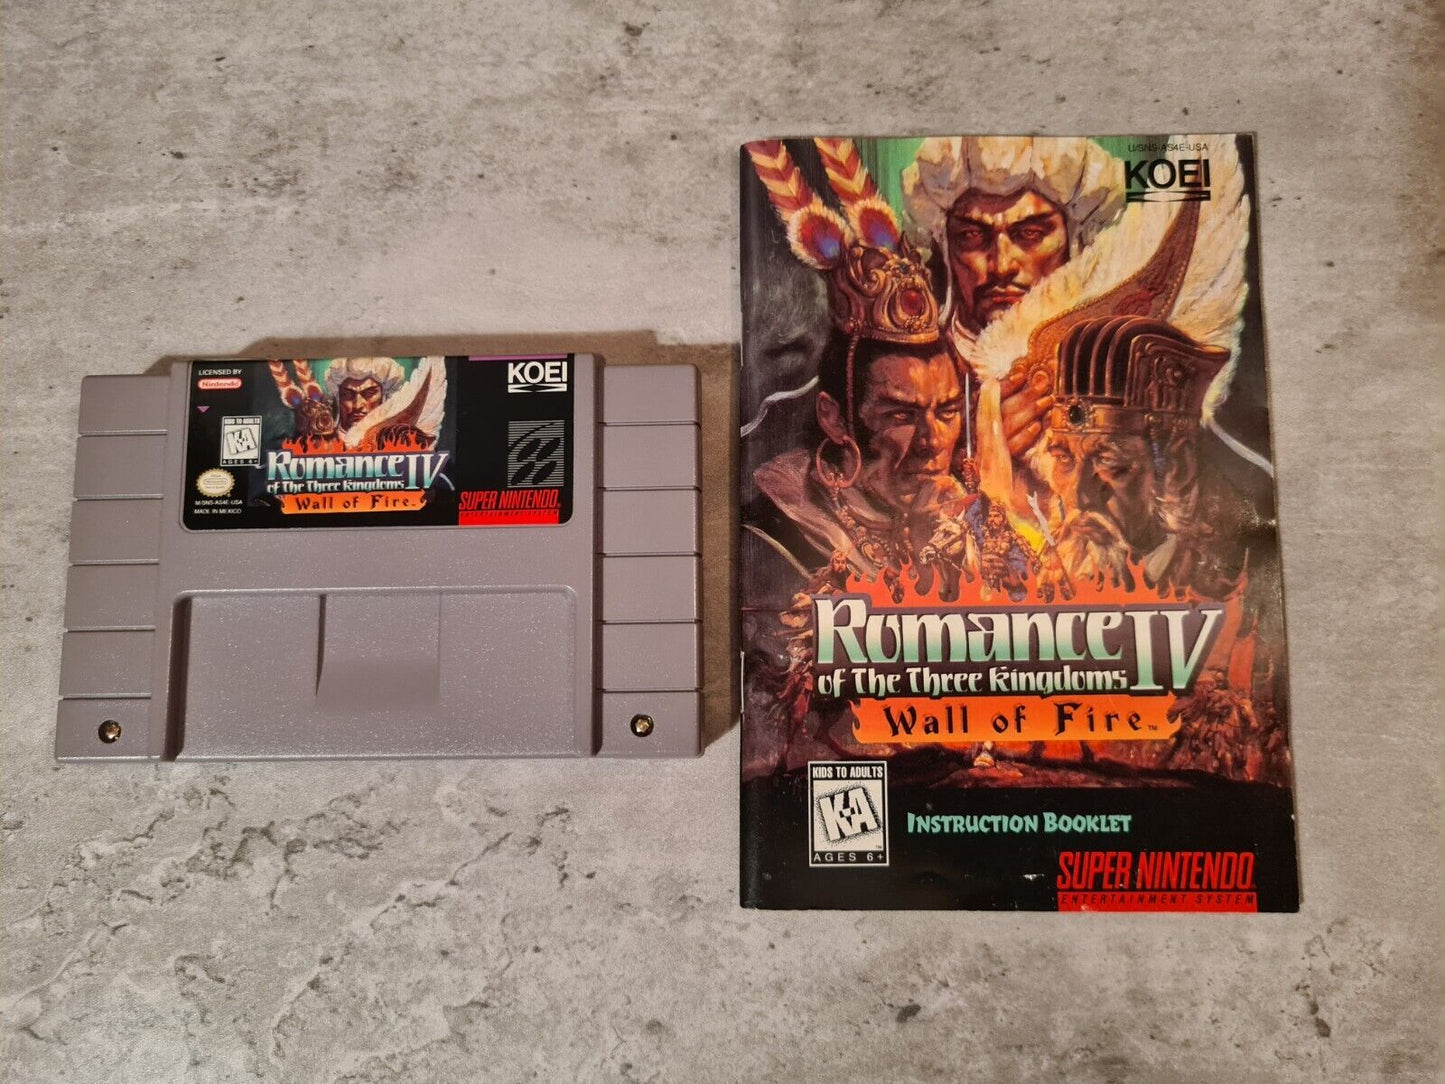 LICENSED BY
Nintendo
KOEI
KIDS TO ADULTS
K-A
AGES 6+
Romance IV
of The Three Kingdoms
Wall of Fire™
M/SNS-AS4E-USA
MADE IN MEXICO
SUPER NINTENDO
ENTERTAINMENT SYSTEM
U/SNS-AS4E-USA
KOEI
Romance IV
of The Three Kingdoms
Wall of Fire™
KIDS TO ADULTS
K-A
AGES 6+
INSTRUCTION BOOKLET
SUPER NINTENDO
ENTERTAINMENT SYSTEM